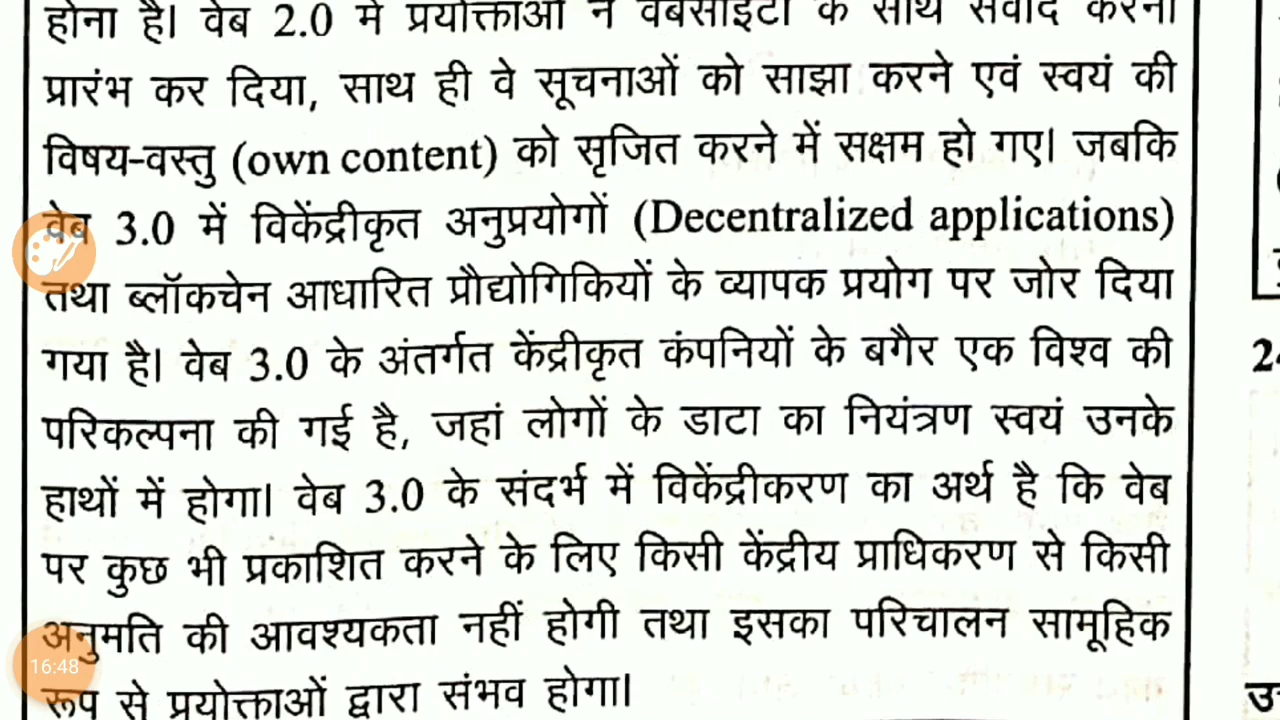 होना है। वेब 2.0 में प्रयोक्ताओं ने वेबसाइटों के साथ संवाद करना
प्रारंभ कर दिया, साथ ही वे सूचनाओं को साझा करने एवं स्वयं की
विषय-वस्तु (own content) को सृजित करने में सक्षम हो गए। जबकि
वेब 3.0 में विकेंद्रीकृत अनुप्रयोगों (Decentralized applications)
तथा ब्लॉकचेन आधारित प्रौद्योगिकियों के व्यापक प्रयोग पर जोर दिया
गया है। वेब 3.0 के अंतर्गत केंद्रीकृत कंपनियों के बगैर एक विश्व की
परिकल्पना की गई है, जहां लोगों के डाटा का नियंत्रण स्वयं उनके
हाथों में होगा। वेब 3.0 के संदर्भ में विकेंद्रीकरण का अर्थ है कि वेब
पर कुछ भी प्रकाशित करने के लिए किसी केंद्रीय प्राधिकरण से किसी
अनुमति की आवश्यकता नहीं होगी तथा इसका परिचालन सामूहिक
16:48
रूप से प्रयोक्ताओं द्वारा संभव होगा।